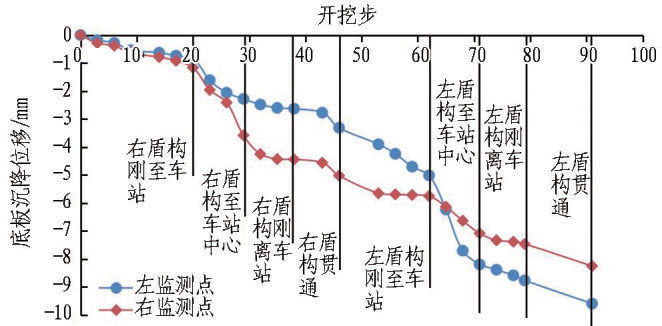 开挖步
0 10 20 30 40 50 60 70 80 90 100
0
-1
-2
-3
-4
-5
-6
-7
-8
-9
-10
底板沉降位移/mm
右盾构
刚至车
站
右盾
构至
车站
中心
右盾
构刚
离车
站
右盾
构贯
通
左盾构
刚至车
站
左盾
构至
车站
中心
左盾
构刚
离车
站
左盾
构贯
通
左监测点
右监测点